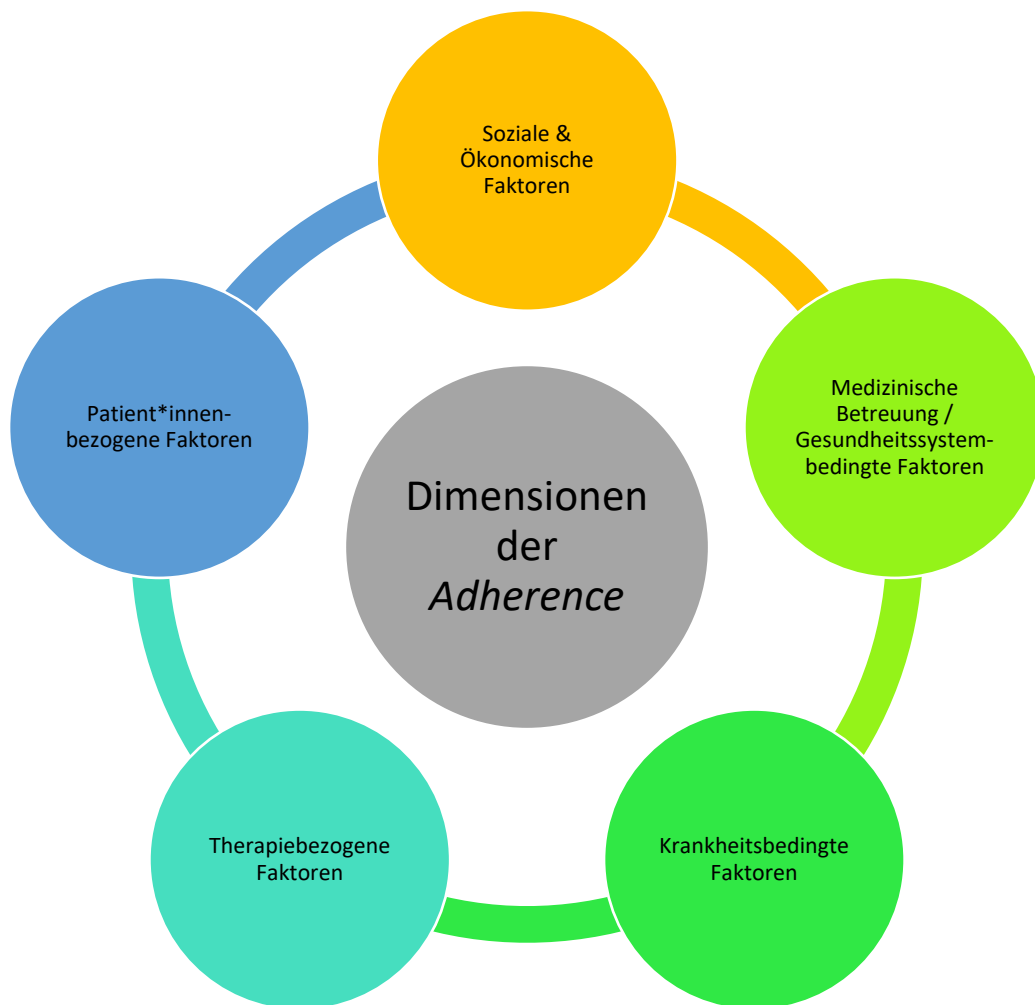 Soziale &
Ökonomische
Faktoren
Patient*innen-
bezogene Faktoren
Medizinische
Betreuung /
Gesundheitssystem-
bedingte Faktoren
Dimensionen
der
Adherence
Therapiebezogene
Faktoren
Krankheitsbedingte
Faktoren